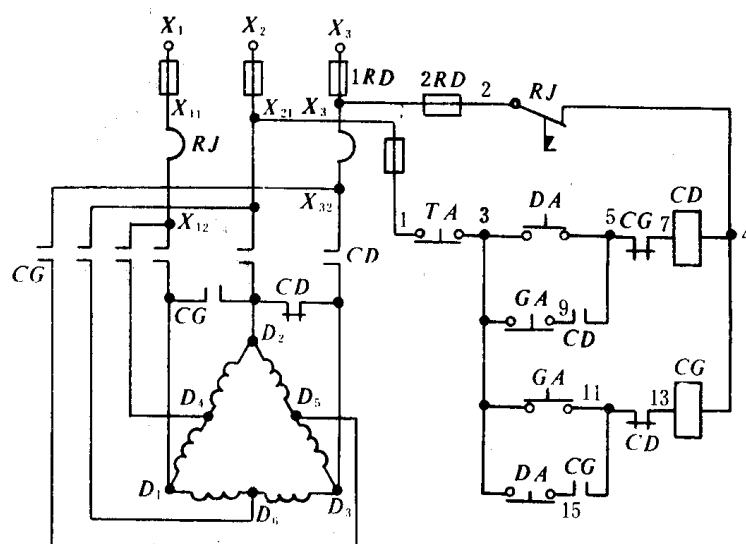 X₁ X₂ X₃
1RD 2RD 2 RJ
X₁₁ X₂₁ X₃
RJ
X₃₂
X₁₂
1 TA 3 DA 5 CG 7 CD 4
CG CD
GA 9 CD
CG CD
D₂
D₄ D₅
GA 11 CD 13 CG
D₁ D₆ D₃
DA 15 CG